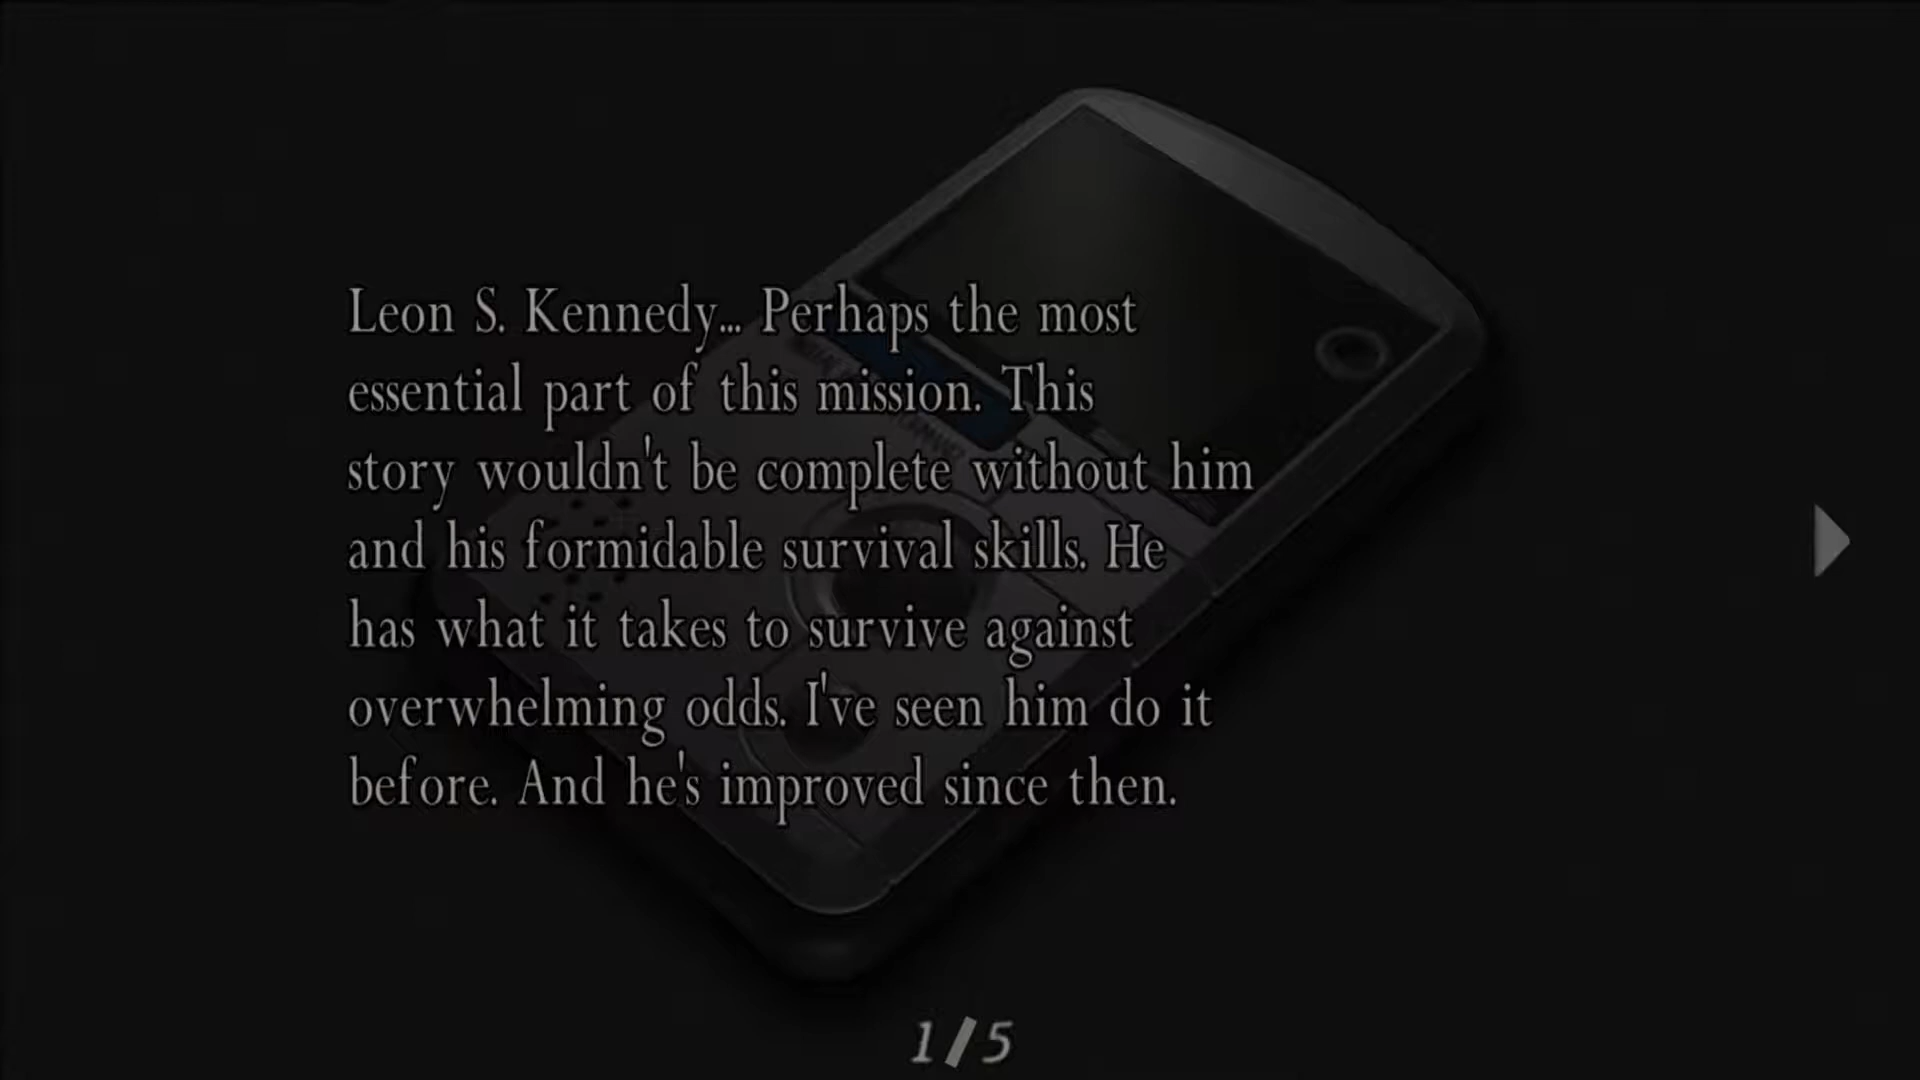 Leon S. Kennedy... Perhaps the most
essential part of this mission. This
story wouldn't be complete without him
and his formidable survival skills. He
has what it takes to survive against
overwhelming odds. I've seen him do it
before. And he's improved since then.
1/5